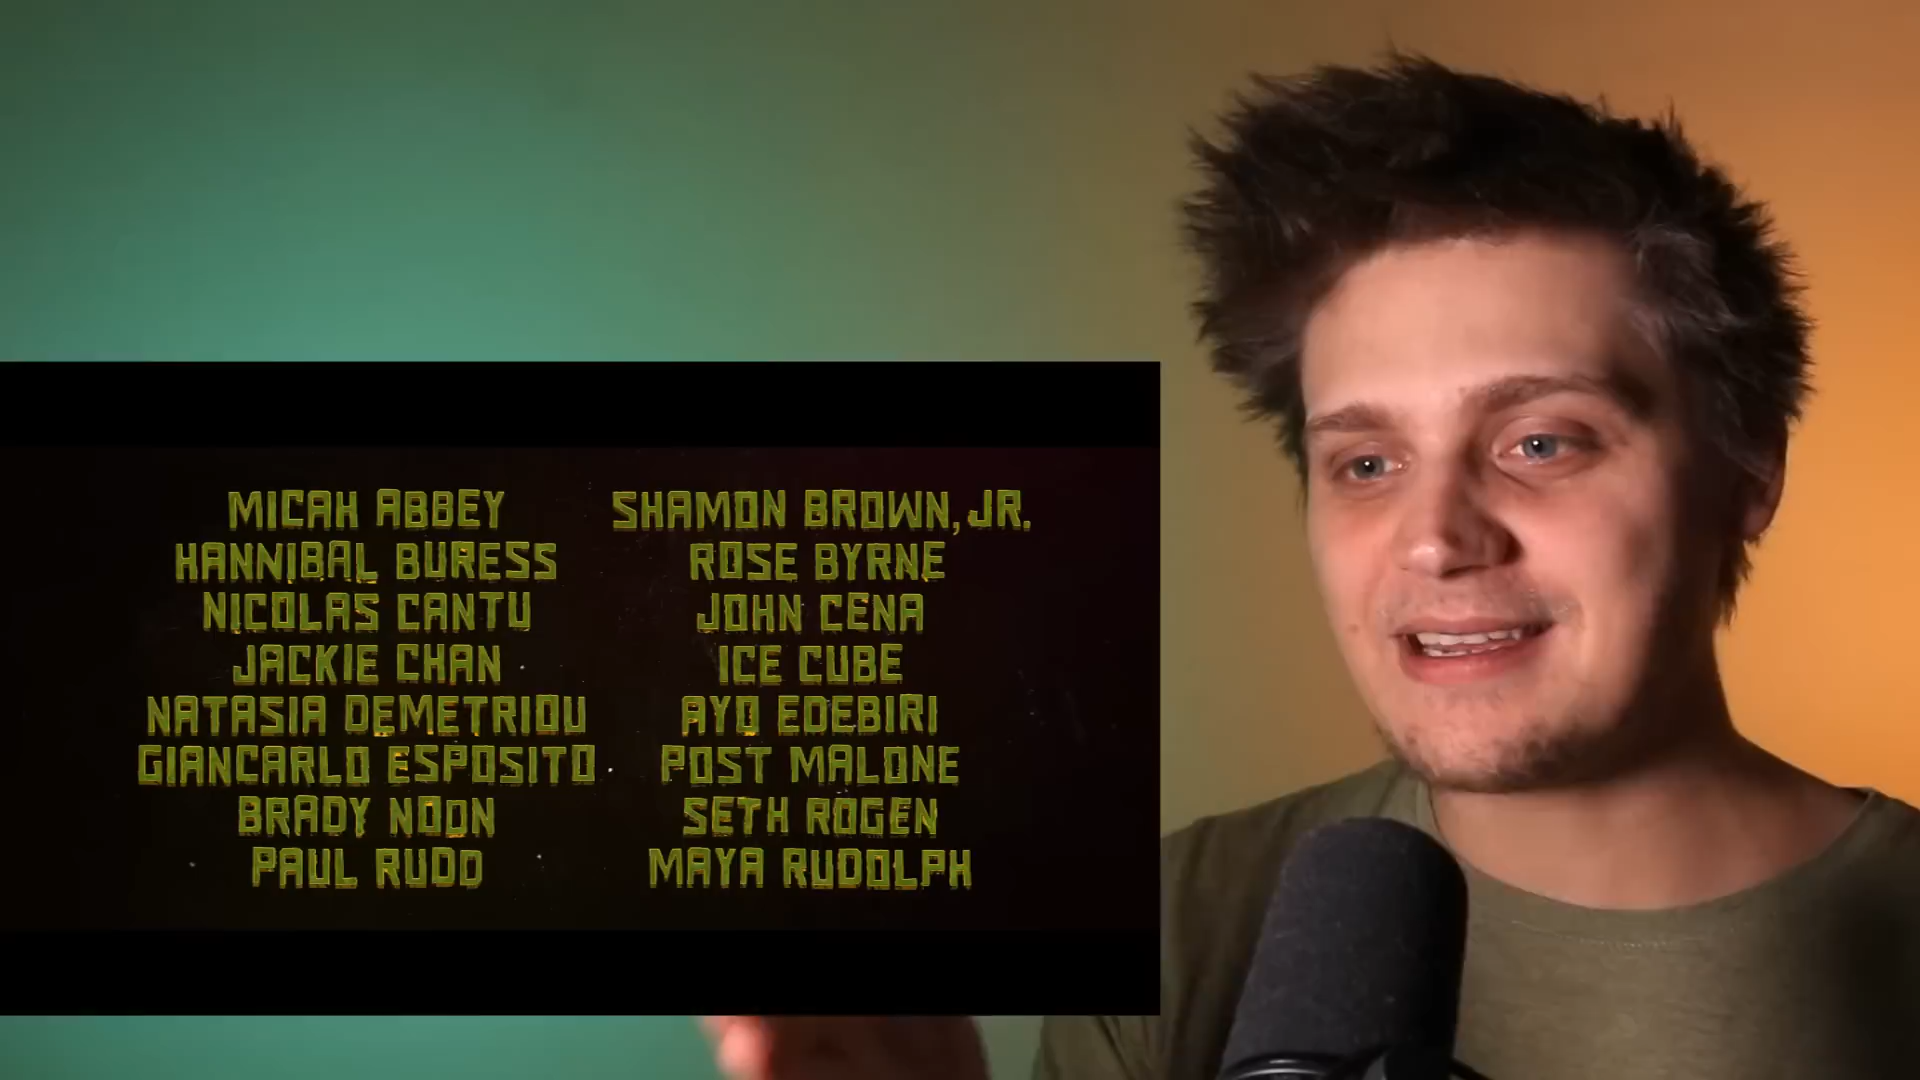 MICAH ABBEY
HANNIBAL BURESS
NICOLAS CANTU
JACKIE CHAN
NATASIA DEMETRIOU
GIANCARLO ESPOSITO
BRADY NOON
PAUL RUDD
SHAMON BROWN, JR.
ROSE BYRNE
JOHN CENA
ICE CUBE
AYO EDEBIRI
POST MALONE
SETH ROGEN
MAYA RUDOLPH